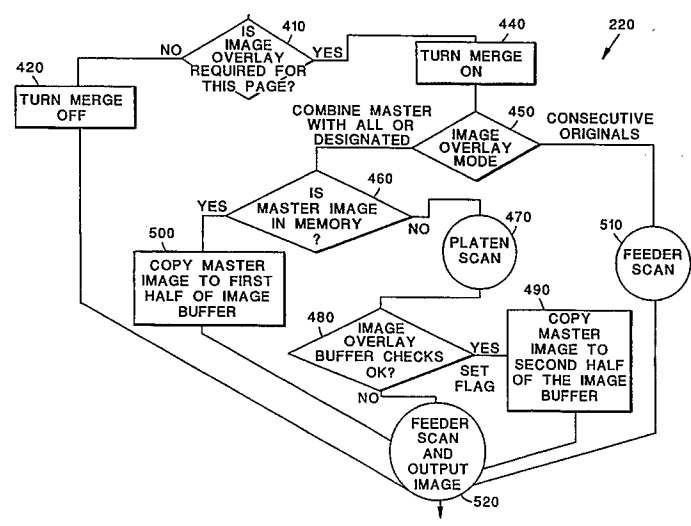 IS
IMAGE
OVERLAY
REQUIRED FOR
THIS PAGE?
410
NO
YES
440
220
TURN MERGE
ON
420
TURN MERGE
OFF
COMBINE MASTER
WITH ALL OR
DESIGNATED
450
IMAGE
OVERLAY
MODE
CONSECUTIVE
ORIGINALS
460
IS
MASTER IMAGE
IN MEMORY
?
YES
NO
470
PLATEN
SCAN
510
FEEDER
SCAN
500
COPY MASTER
IMAGE TO FIRST
HALF OF IMAGE
BUFFER
480
IMAGE
OVERLAY
BUFFER CHECKS
OK?
YES
SET
FLAG
NO
490
COPY
MASTER
IMAGE TO
SECOND HALF
OF THE IMAGE
BUFFER
FEEDER
SCAN
AND
OUTPUT
IMAGE
520